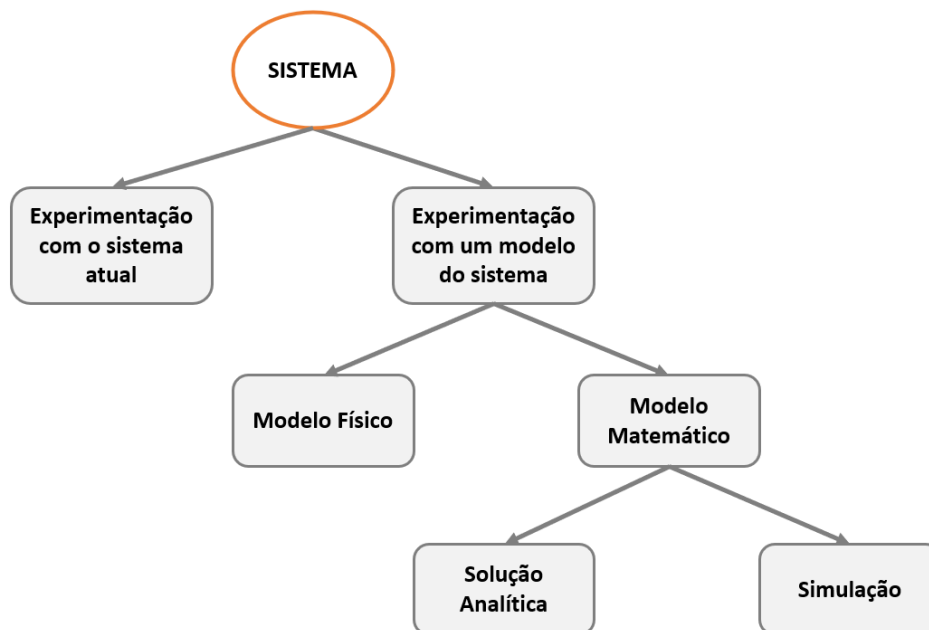 SISTEMA
Experimentação
com o sistema
atual
Experimentação
com um modelo
do sistema
Modelo Físico
Modelo
Matemático
Solução
Analítica
Simulação